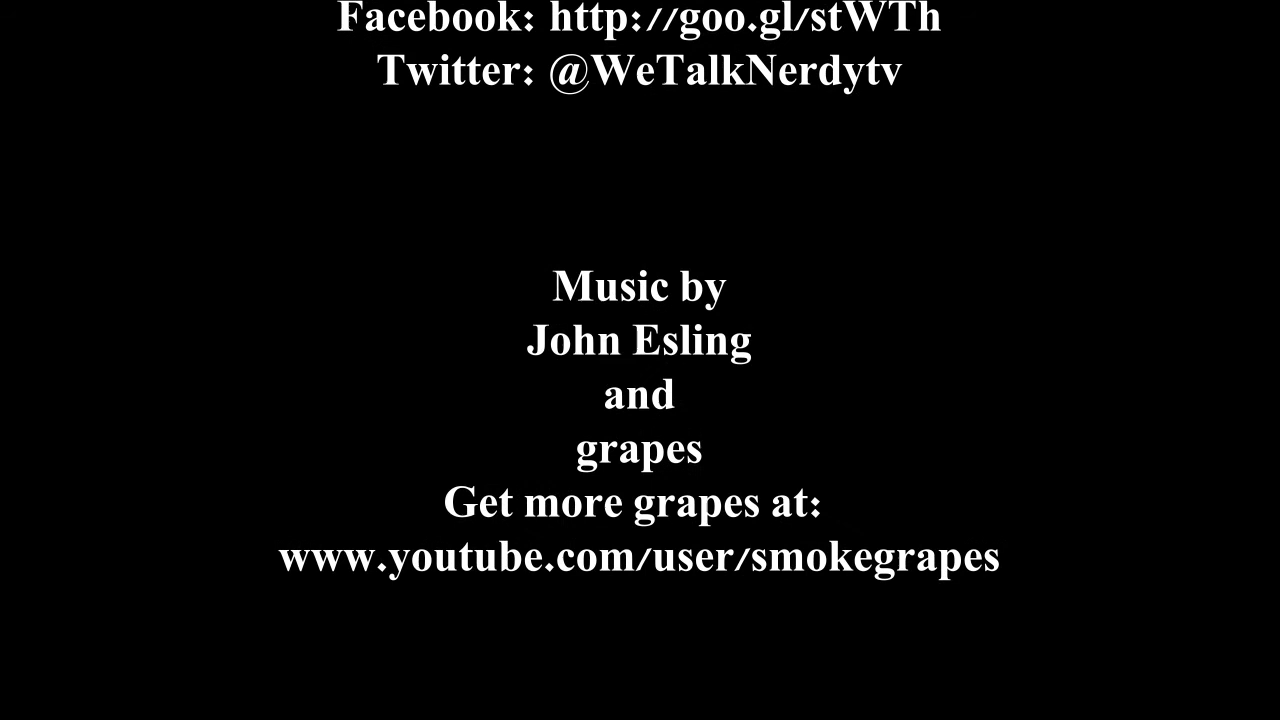 Facebook: http://goo.gl/stWTh
Twitter: @WeTalkNerdytv
Music by
John Esling
and
grapes
Get more grapes at:
www.youtube.com/user/smokegrapes